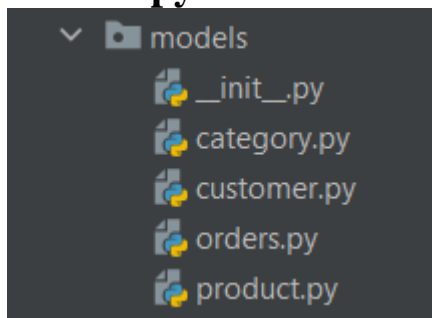 models
__init__.py
category.py
customer.py
orders.py
product.py